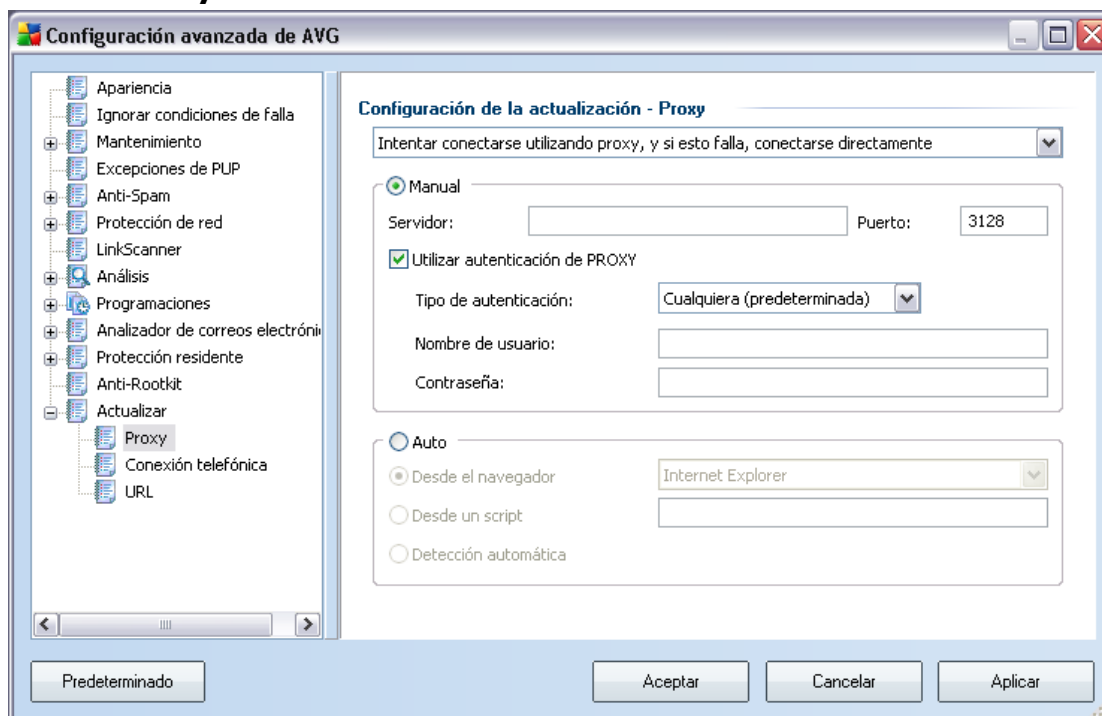 Configuración avanzada de AVG
Apariencia
Ignorar condiciones de falla
Mantenimiento
Excepciones de PUP
Anti-Spam
Protección de red
LinkScanner
Análisis
Programaciones
Analizador de correos electróni
Protección residente
Anti-Rootkit
Actualizar
Proxy
Conexión telefónica
URL
Configuración de la actualización - Proxy
Intentar conectarse utilizando proxy, y si esto falla, conectarse directamente
Manual
Servidor: Puerto: 3128
Utilizar autenticación de PROXY
Tipo de autenticación: Cualquiera (predeterminada)
Nombre de usuario:
Contraseña:
Auto
Desde el navegador Internet Explorer
Desde un script
Detección automática
Predeterminado Aceptar Cancelar Aplicar